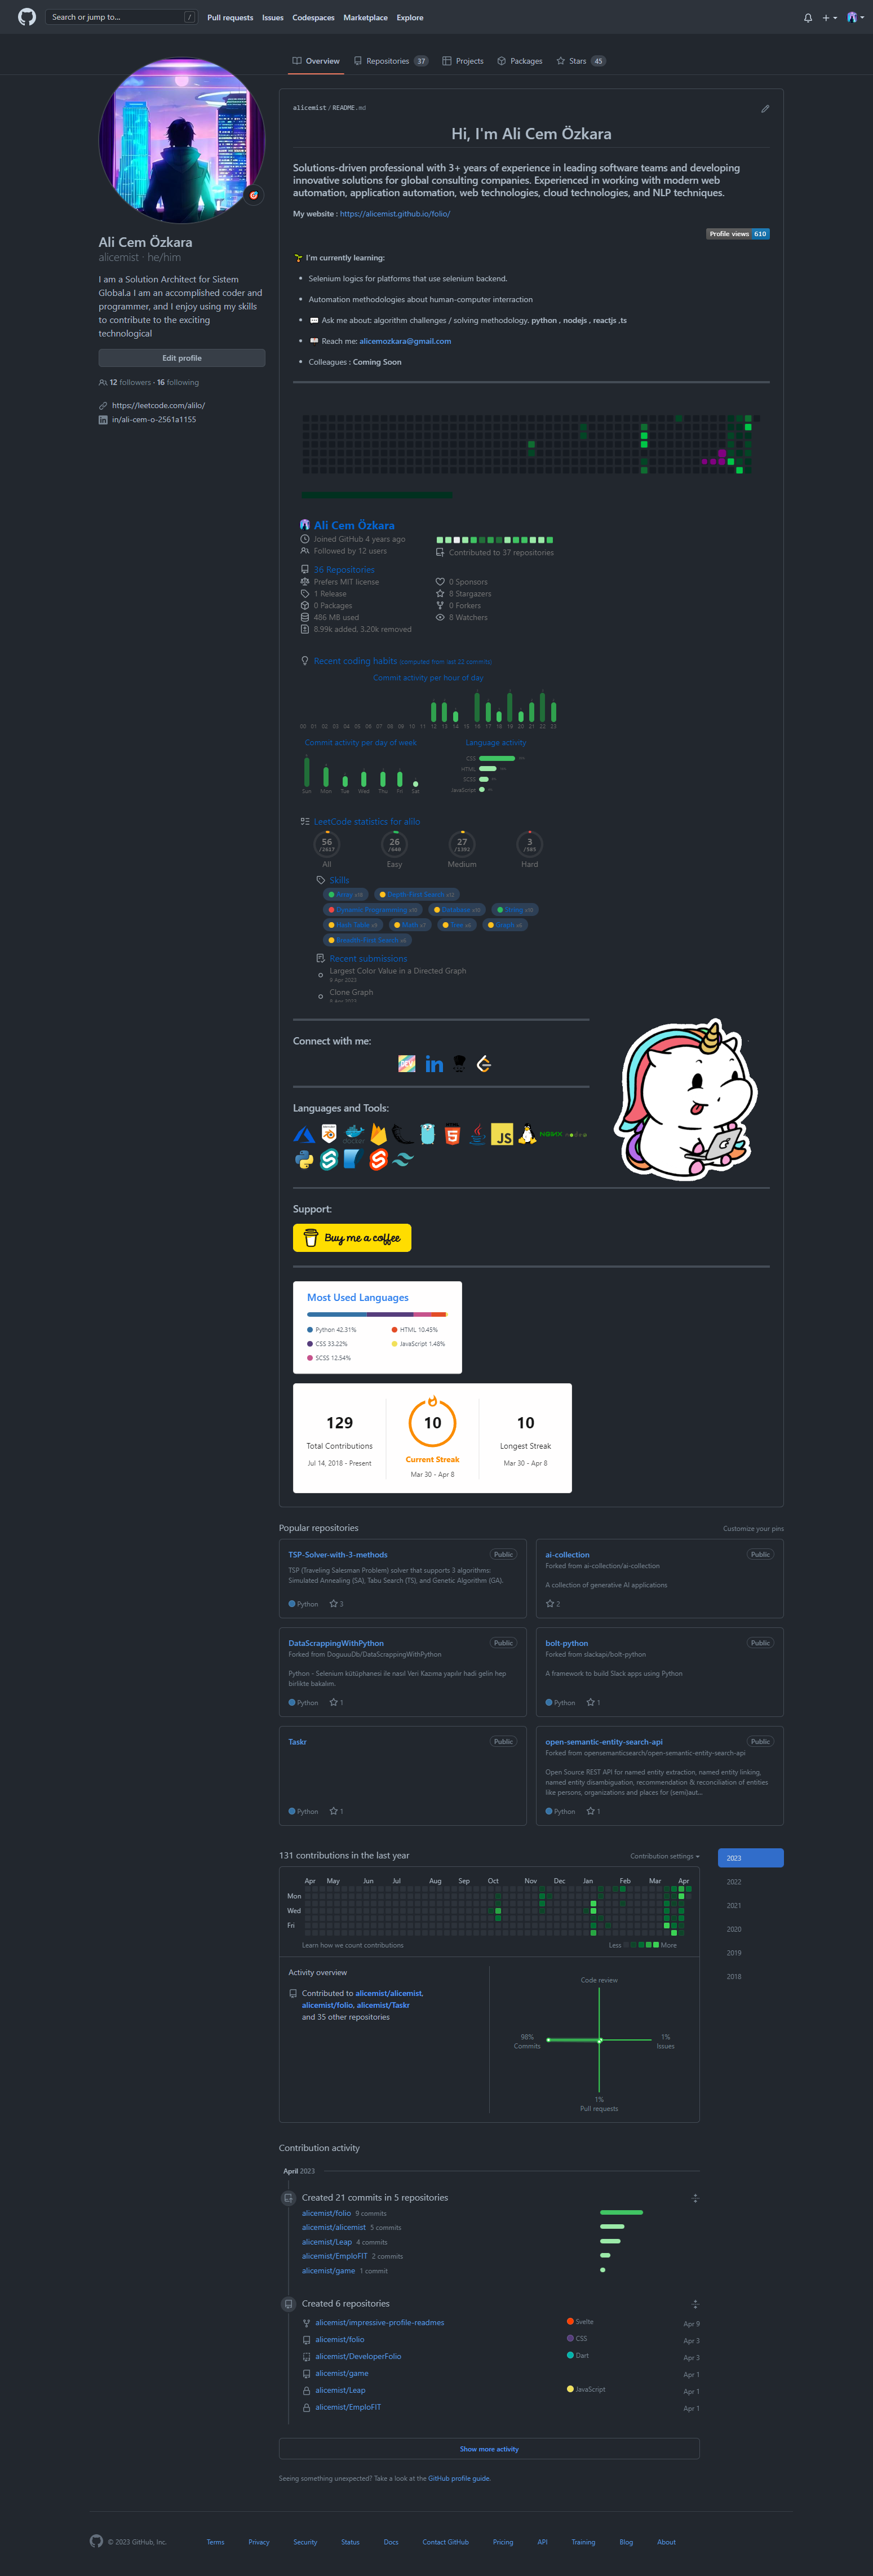 Search or jump to...
/
Pull requests Issues Codespaces Marketplace Explore
Overview Repositories 37 Projects Packages Stars 45
Ali Cem Özkara
alicemist · he/him
I am a Solution Architect for Sistem
Global.a I am an accomplished coder and
programmer, and I enjoy using my skills
to contribute to the exciting
technological
Edit profile
12 followers · 16 following
https://leetcode.com/alilo/
in/ali-cem-o-2561a1155
alicemist / README.md
Hi, I'm Ali Cem Özkara
Solutions-driven professional with 3+ years of experience in leading software teams and developing
innovative solutions for global consulting companies. Experienced in working with modern web
automation, application automation, web technologies, cloud technologies, and NLP techniques.
My website : https://alicemist.github.io/folio/
Profile views 610
I'm currently learning:
Selenium logics for platforms that use selenium backend.
Automation methodologies about human-computer interraction
Ask me about: algorithm challenges / solving methodology. python , nodejs , reactjs ,ts
Reach me: alicemozkara@gmail.com
Colleagues : Coming Soon
Ali Cem Özkara
Joined GitHub 4 years ago
Followed by 12 users
Contributed to 37 repositories
36 Repositories
Prefers MIT license
0 Sponsors
1 Release
8 Stargazers
0 Packages
0 Forkers
486 MB used
8 Watchers
8.99k added, 3.20k removed
Recent coding habits (computed from last 22 commits)
Commit activity per hour of day
00 01 02 03 04 05 06 07 08 09 10 11 12 13 14 15 16 17 18 19 20 21 22 23
Commit activity per day of week
Language activity
CSS
HTML
SCSS
JavaScript
Sun Mon Tue Wed Thu Fri Sat
LeetCode statistics for alilo
56 26 27 3
All Easy Medium Hard
Skills
Array Depth-First Search
Dynamic Programming Database String
Hash Table Math Tree Graph
Breadth-First Search
Recent submissions
Largest Color Value in a Directed Graph
9 Apr 2023
Clone Graph
Connect with me:
Languages and Tools:
docker
JS
NGINX
Support:
Buy me a coffee
Most Used Languages
Python 42.31% HTML 10.45%
CSS 33.22% JavaScript 1.48%
SCSS 12.54%
129 10 10
Total Contributions Current Streak Longest Streak
Jul 14, 2018 - Present Mar 30 - Apr 8 Mar 30 - Apr 8
Popular repositories
Customize your pins
TSP-Solver-with-3-methods Public
TSP (Traveling Salesman Problem) solver that supports 3 algorithms:
Simulated Annealing (SA), Tabu Search (TS), and Genetic Algorithm (GA).
Python 3
ai-collection Public
Forked from ai-collection/ai-collection
A collection of generative AI applications
2
DataScrappingWithPython Public
Forked from DoguuuDb/DataScrappingWithPython
Python - Selenium kütüphanesi ile nasıl Veri Kazıma yapılır hadi gelin hep
birlikte bakalım.
Python 1
bolt-python Public
Forked from slackapi/bolt-python
A framework to build Slack apps using Python
Python 1
Taskr Public
Python 1
open-semantic-entity-search-api Public
Forked from opensemanticsearch/open-semantic-entity-search-api
Open Source REST API for named entity extraction, named entity linking,
named entity disambiguation, recommendation & reconciliation of entities
like persons, organizations and places for (semi)aut...
Python 1
131 contributions in the last year
Contribution settings
2023
2022
2021
2020
2019
2018
Apr May Jun Jul Aug Sep Oct Nov Dec Jan Feb Mar Apr
Mon
Wed
Fri
Learn how we count contributions
Less More
Activity overview
Contributed to alicemist/alicemist,
alicemist/folio, alicemist/Taskr
and 35 other repositories
Code review
98%
Commits
1%
Issues
1%
Pull requests
Contribution activity
April 2023
Created 21 commits in 5 repositories
alicemist/folio 9 commits
alicemist/alicemist 5 commits
alicemist/Leap 4 commits
alicemist/EmploFIT 2 commits
alicemist/game 1 commit
Created 6 repositories
alicemist/impressive-profile-readmes Svelte Apr 9
alicemist/folio CSS Apr 3
alicemist/DeveloperFolio Dart Apr 3
alicemist/game Apr 1
alicemist/Leap JavaScript Apr 1
alicemist/EmploFIT Apr 1
Show more activity
Seeing something unexpected? Take a look at the GitHub profile guide.
© 2023 GitHub, Inc. Terms Privacy Security Status Docs Contact GitHub Pricing API Training Blog About